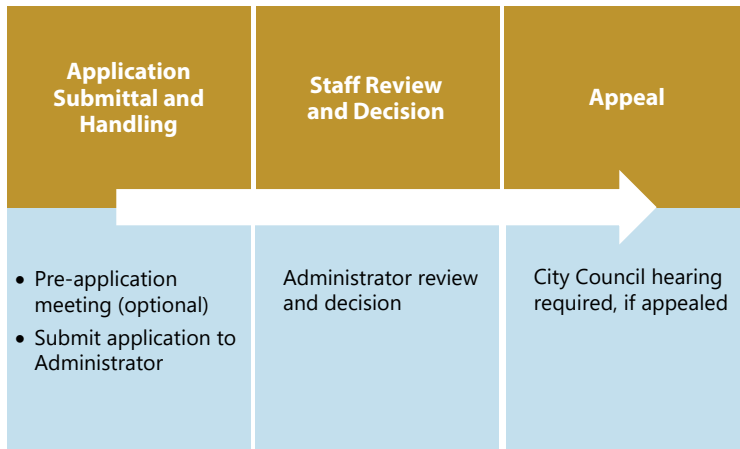 Application
Submittal and
Handling
Staff Review
and Decision
Appeal
• Pre-application
meeting (optional)
• Submit application to
Administrator
Administrator review
and decision
City Council hearing
required, if appealed